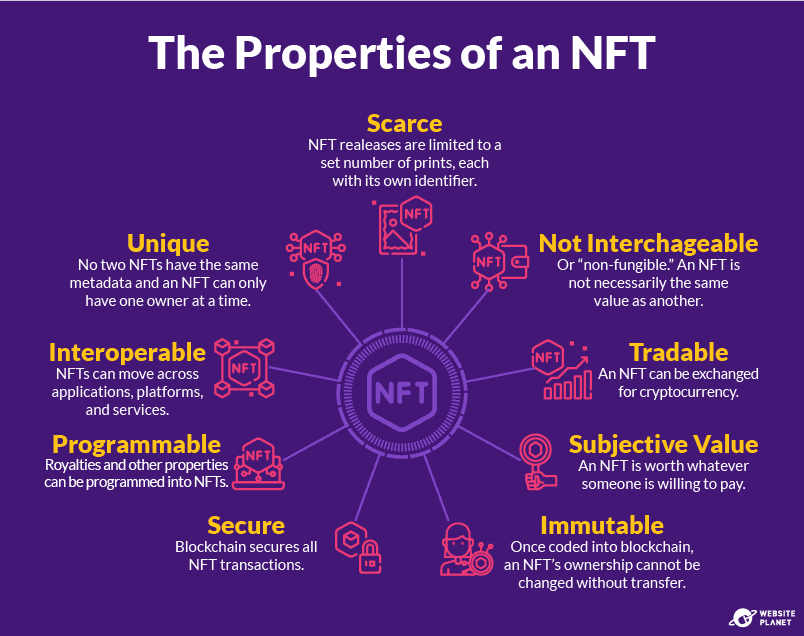 The Properties of an NFT
Scarce
NFT realeases are limited to a
set number of prints, each
with its own identifier.
NFT
Unique
No two NFTs have the same
metadata and an NFT can only
have one owner at a time.
NFT
NFT
Not Interchageable
Or “non-fungible.” An NFT is
not necessarily the same
value as another.
Interoperable
NFTs can move across
applications, platforms,
and services.
NFT
NFT
NFT
Tradable
An NFT can be exchanged
for cryptocurrency.
Programmable
Royalties and other properties
can be programmed into NFTs.
NFT
Subjective Value
An NFT is worth whatever
someone is willing to pay.
Secure
Blockchain secures all
NFT transactions.
Immutable
Once coded into blockchain,
an NFT’s ownership cannot be
changed without transfer.
WEBSITE
PLANET